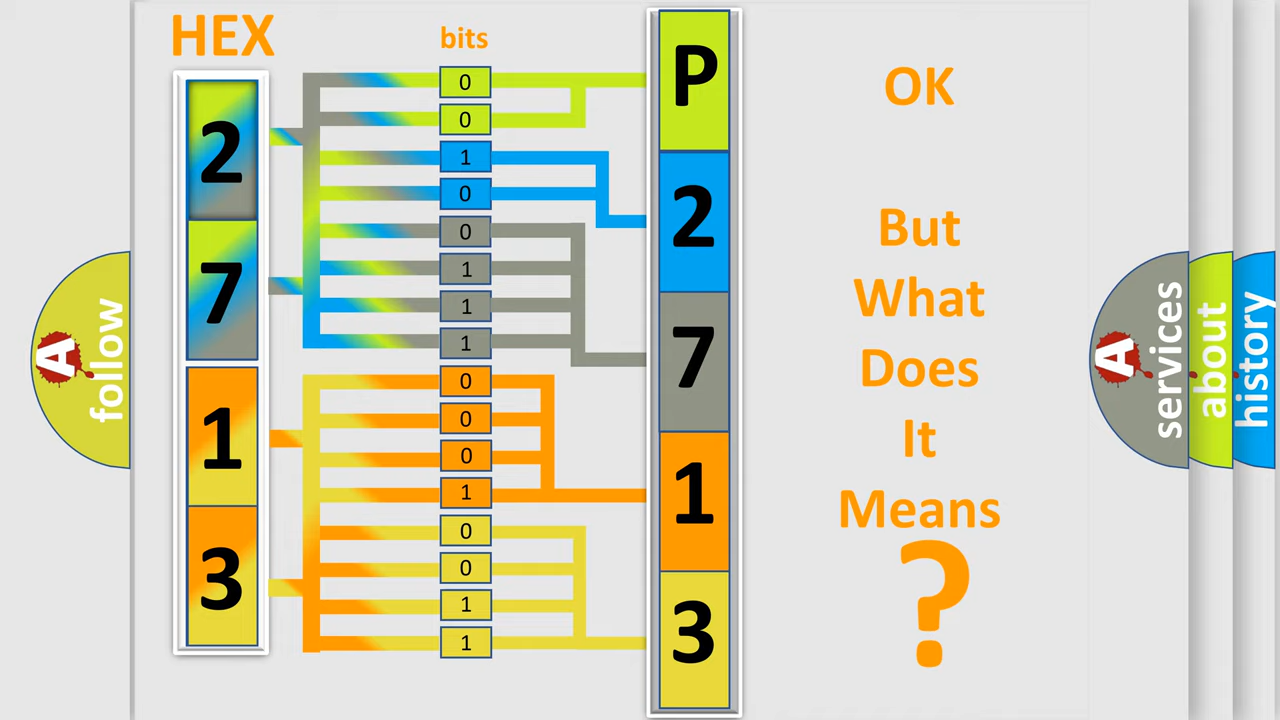 HEX
bits
2
7
1
3
0
0
1
0
0
1
1
1
0
0
0
1
0
0
1
1
P
2
7
1
3
OK
But
What
Does
It
Means
?
A
follow
A
services
about
history